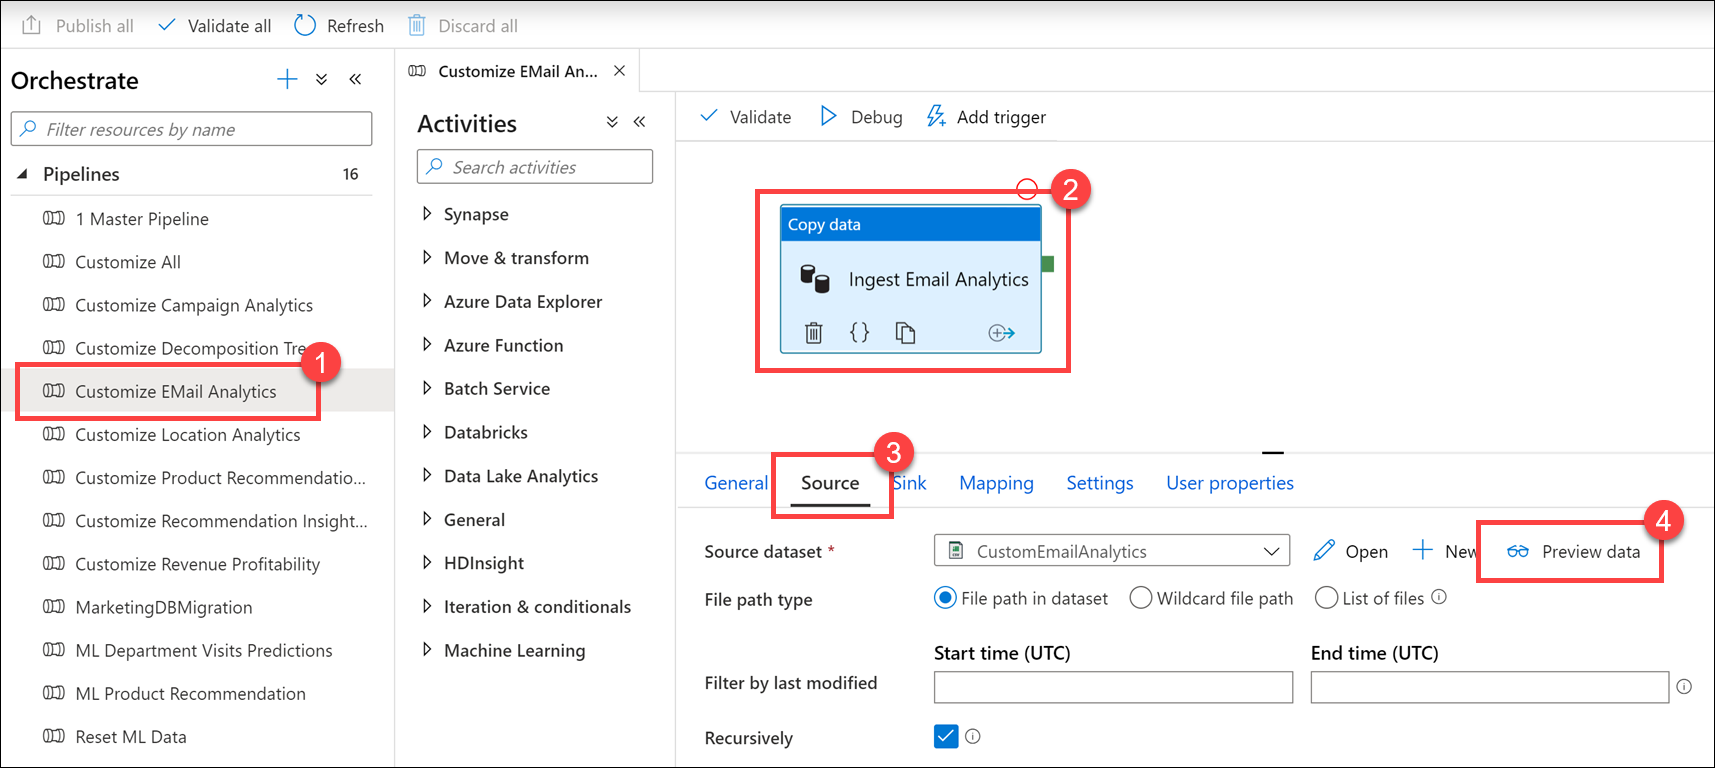 Publish all
Validate all
Refresh
Discard all
Orchestrate
Filter resources by name
Pipelines 16
1 Master Pipeline
Customize All
Customize Campaign Analytics
Customize Decomposition Tre
1
Customize EMail Analytics
Customize Location Analytics
Customize Product Recommendatio...
Customize Recommendation Insight...
Customize Revenue Profitability
MarketingDBMigration
ML Department Visits Predictions
ML Product Recommendation
Reset ML Data
Customize EMail An...
Activities
Search activities
Synapse
Move & transform
Azure Data Explorer
Azure Function
Batch Service
Databricks
Data Lake Analytics
General
HDInsight
Iteration & conditionals
Machine Learning
Validate
Debug
Add trigger
2
Copy data
Ingest Email Analytics
{}
3
General
Source
Sink
Mapping
Settings
User properties
4
Source dataset *
CustomEmailAnalytics
Open
New
Preview data
File path type
File path in dataset
Wildcard file path
List of files
Start time (UTC)
End time (UTC)
Filter by last modified
Recursively